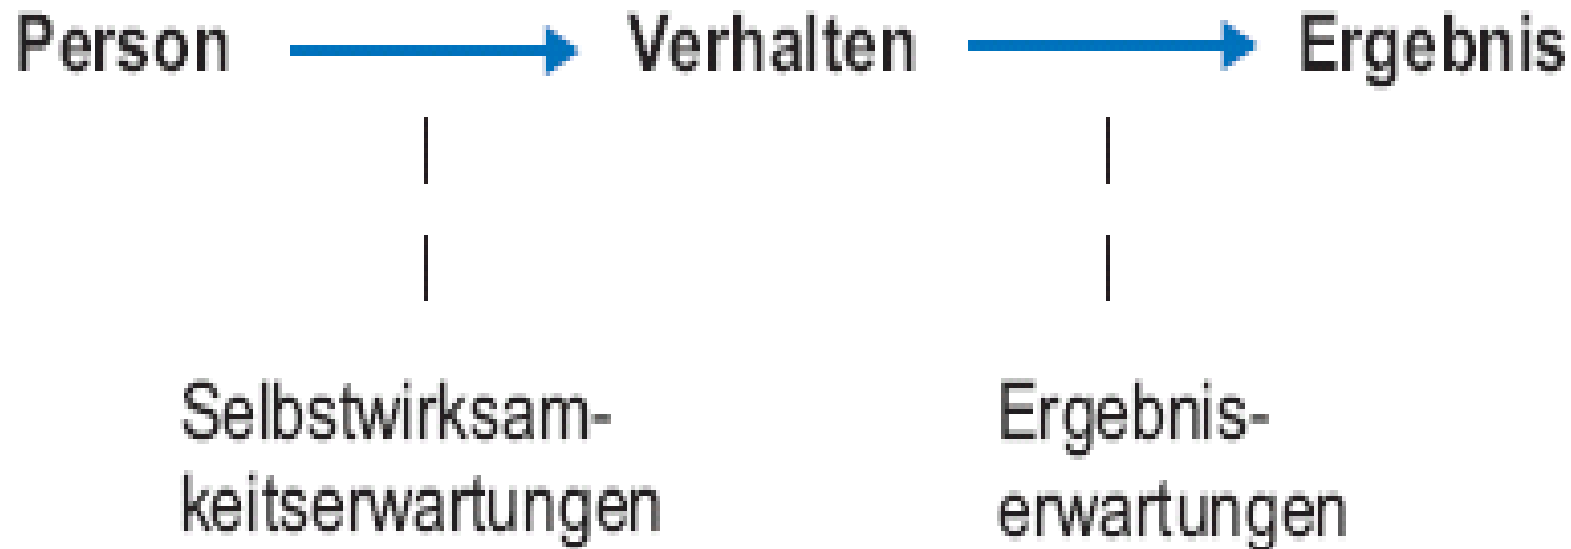 Person Verhalten Ergebnis
Selbstwirksam-
keitserwartungen
Ergebnis-
erwartungen